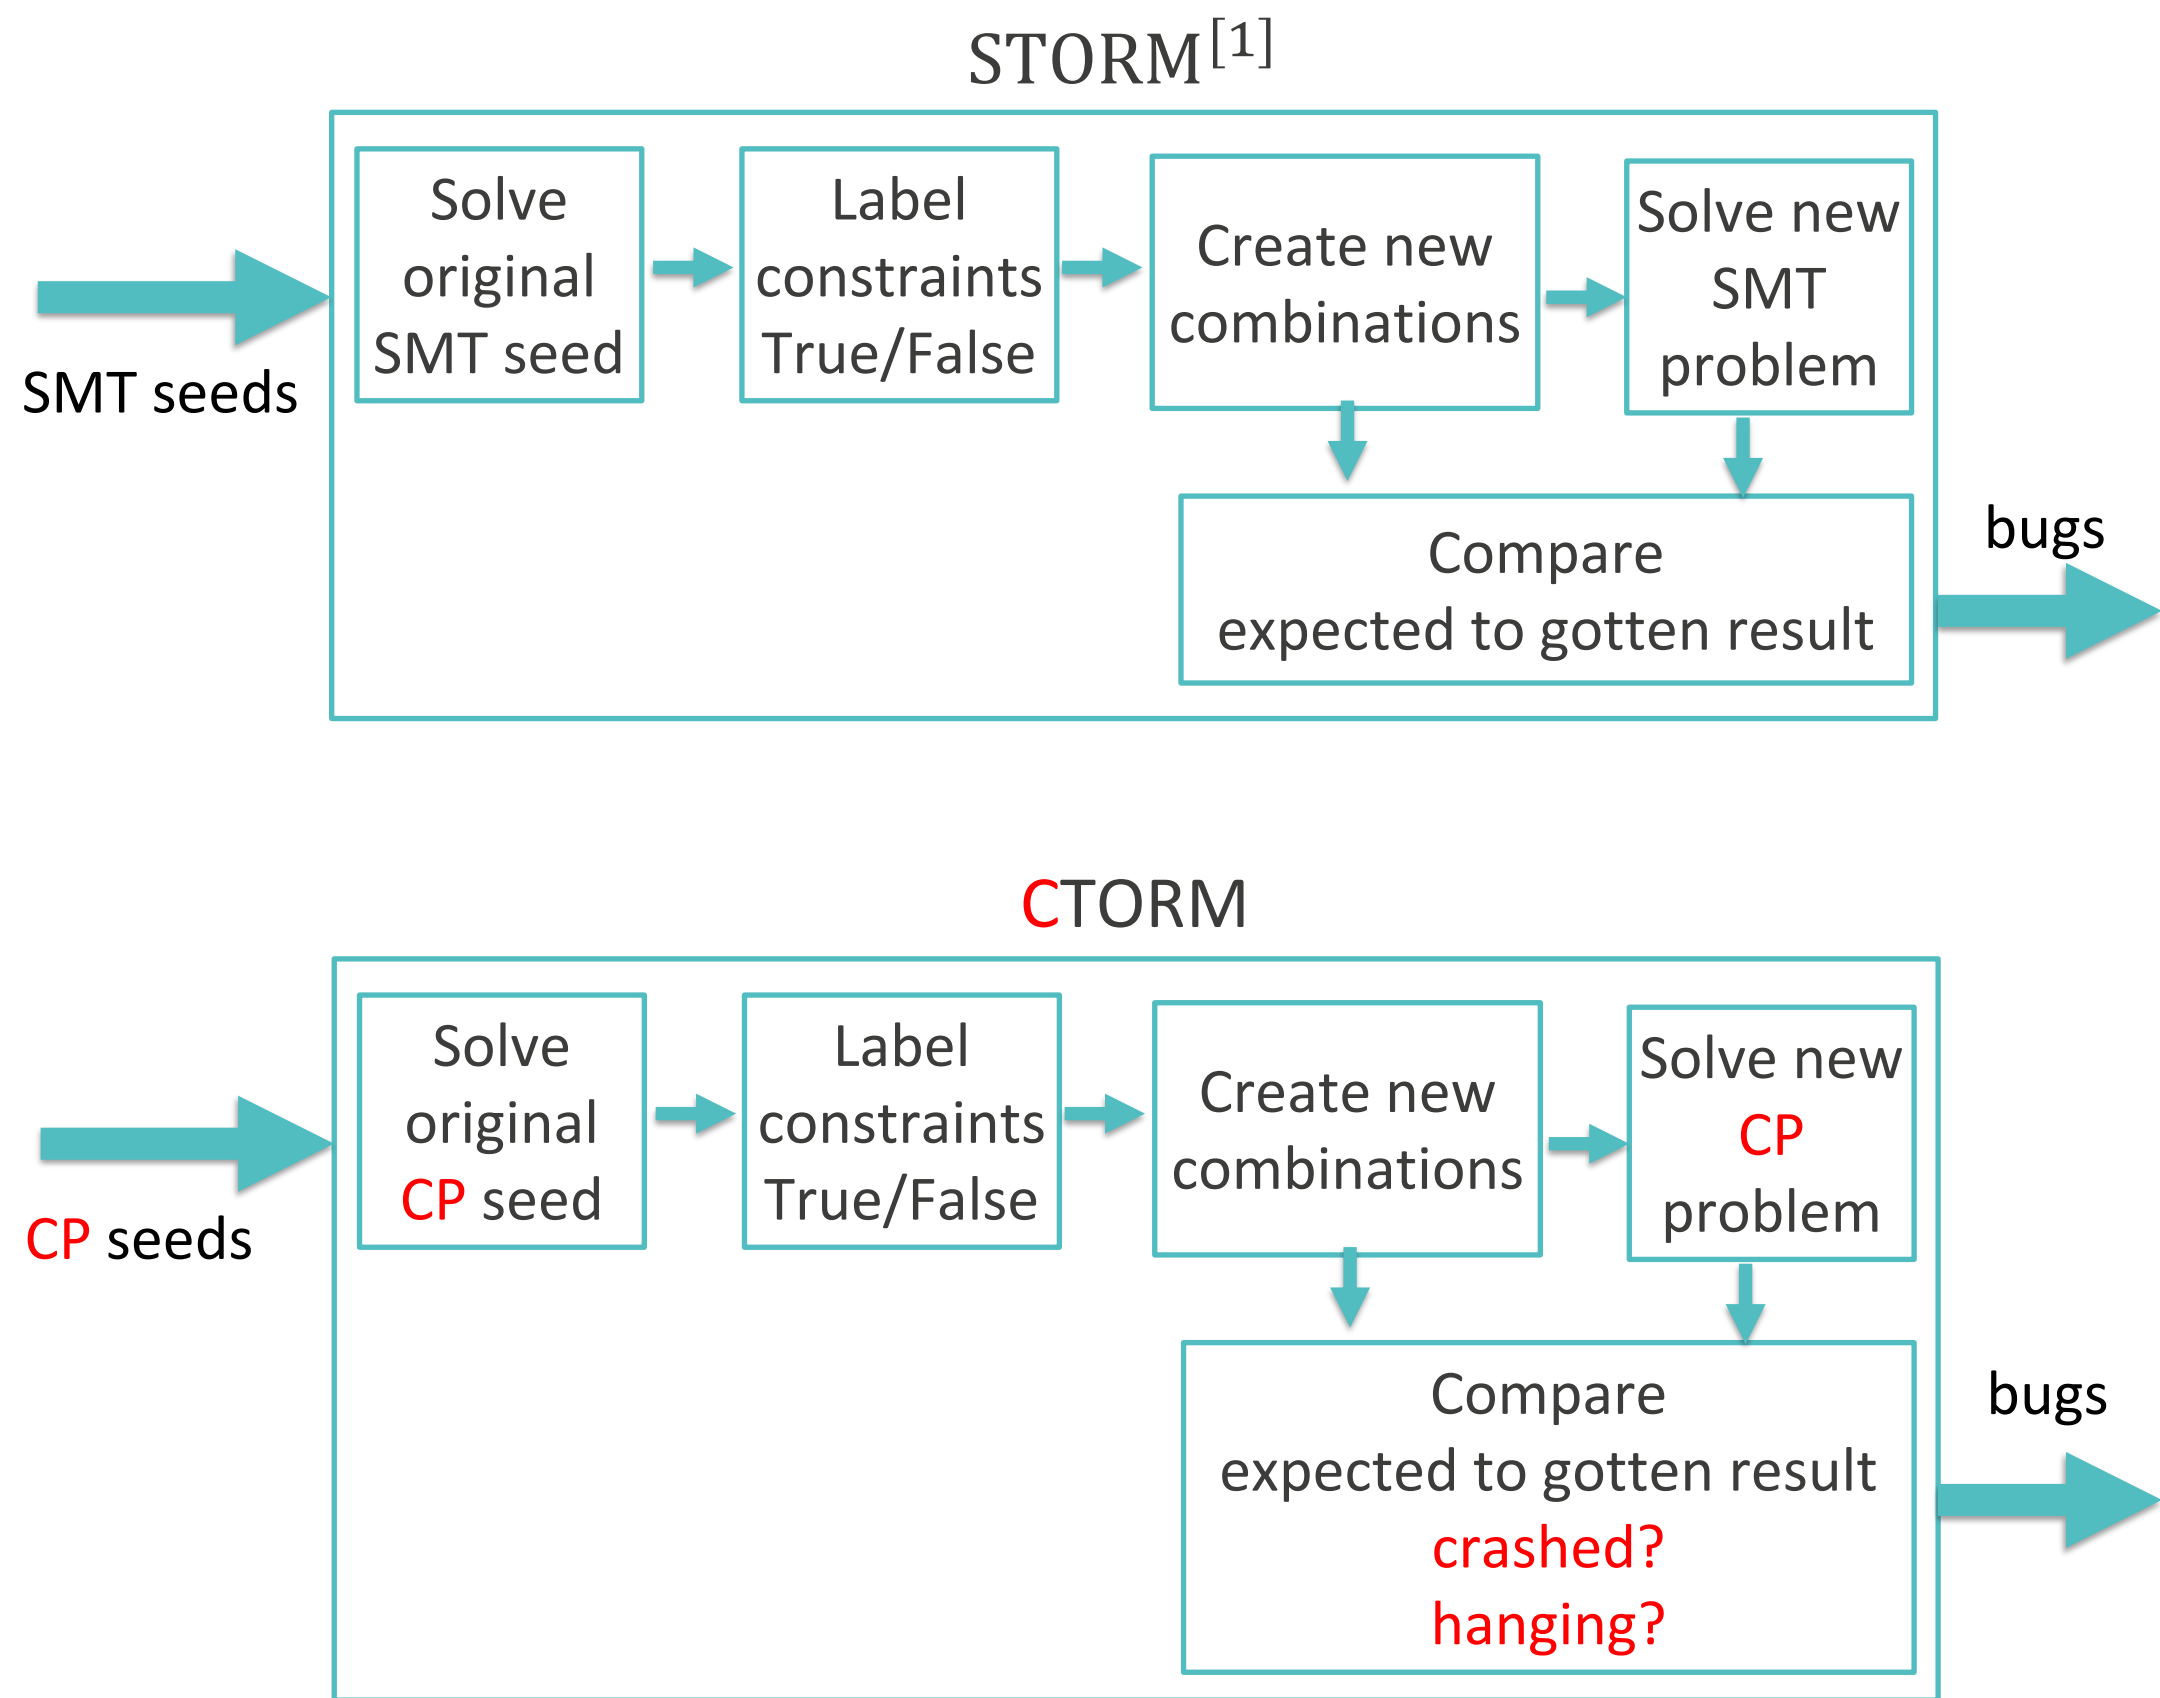 STORM[1]
Solve
original
SMT seed
Label
constraints
True/False
Create new
combinations
Solve new
SMT
problem
SMT seeds
Compare
expected to gotten result
bugs
CTORM
Solve
original
CP seed
Label
constraints
True/False
Create new
combinations
Solve new
CP
problem
CP seeds
Compare
expected to gotten result
crashed?
hanging?
bugs